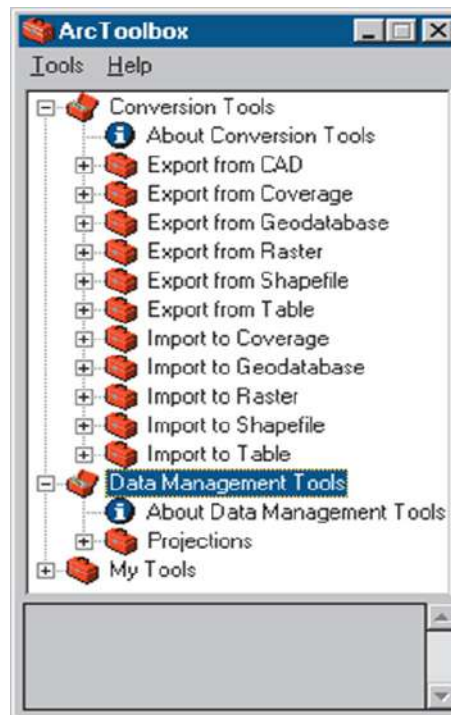 ArcToolbox
Tools Help
Conversion Tools
About Conversion Tools
Export from CAD
Export from Coverage
Export from Geodatabase
Export from Raster
Export from Shapefile
Export from Table
Import to Coverage
Import to Geodatabase
Import to Raster
Import to Shapefile
Import to Table
Data Management Tools
About Data Management Tools
Projections
My Tools